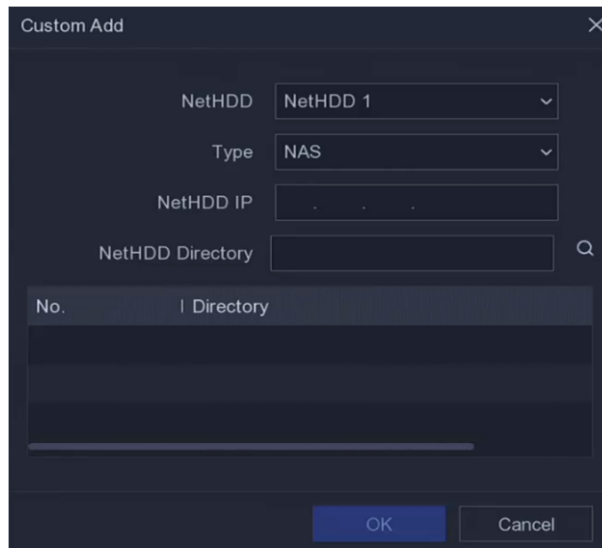 Custom Add
NetHDD NetHDD 1
Type NAS
NetHDD IP . . .
NetHDD Directory
No. Directory
OK Cancel